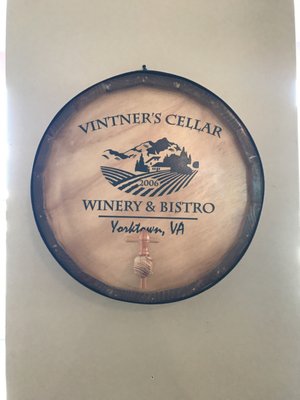 VINTNER'S CELLAR
2006
WINERY & BISTRO
Yorktown, VA